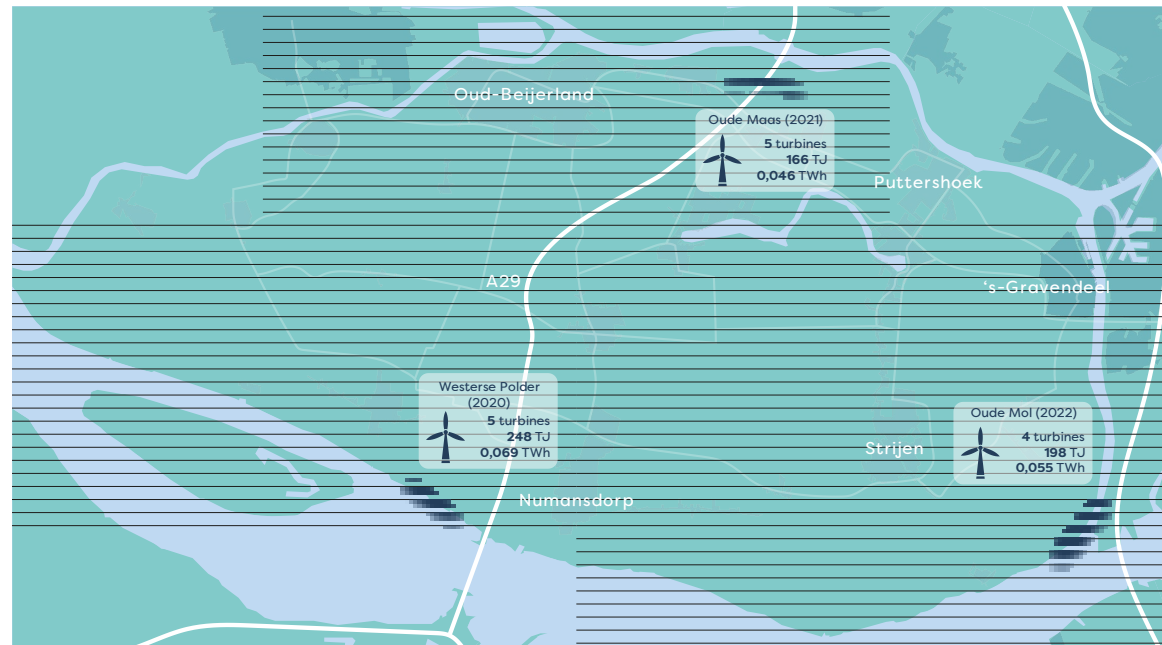 Oud-Beijerland
Oude Maas (2021)
5 turbines
166 TJ
0,046 TWh
Puttershoek
A29
‘s-Gravendeel
Westerse Polder
(2020)
5 turbines
248 TJ
0,069 TWh
Oude Mol (2022)
4 turbines
198 TJ
0,055 TWh
Strijen
Numansdorp